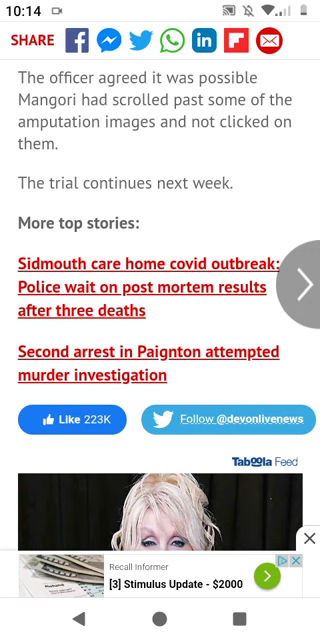 10:14
SHARE
The officer agreed it was possible
Mangori had scrolled past some of the
amputation images and not clicked on
them.
The trial continues next week.
More top stories:
Sidmouth care home covid outbreak:
Police wait on post mortem results
after three deaths
Second arrest in Paignton attempted
murder investigation
Like 223K
Follow @devonlivenews
Taboola Feed
Recall Informer
[3] Stimulus Update - $2000